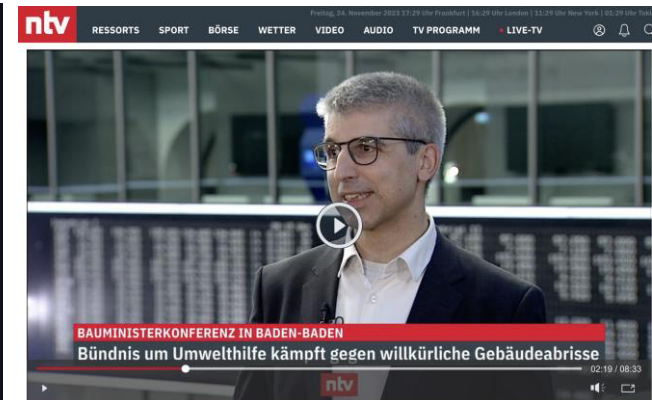 Freitag, 24. November 2023 17:29 Uhr Frankfurt | 16:29 Uhr London | 11:29 Uhr New York | 01:29 Uhr
ntv
RESSORTS SPORT BÖRSE WETTER VIDEO AUDIO TV PROGRAMM LIVE-TV
BAUMINISTERKONFERENZ IN BADEN-BADEN
Bündnis um Umwelthilfe kämpft gegen willkürliche Gebäudeabrisse
02:19 / 08:33
ntv